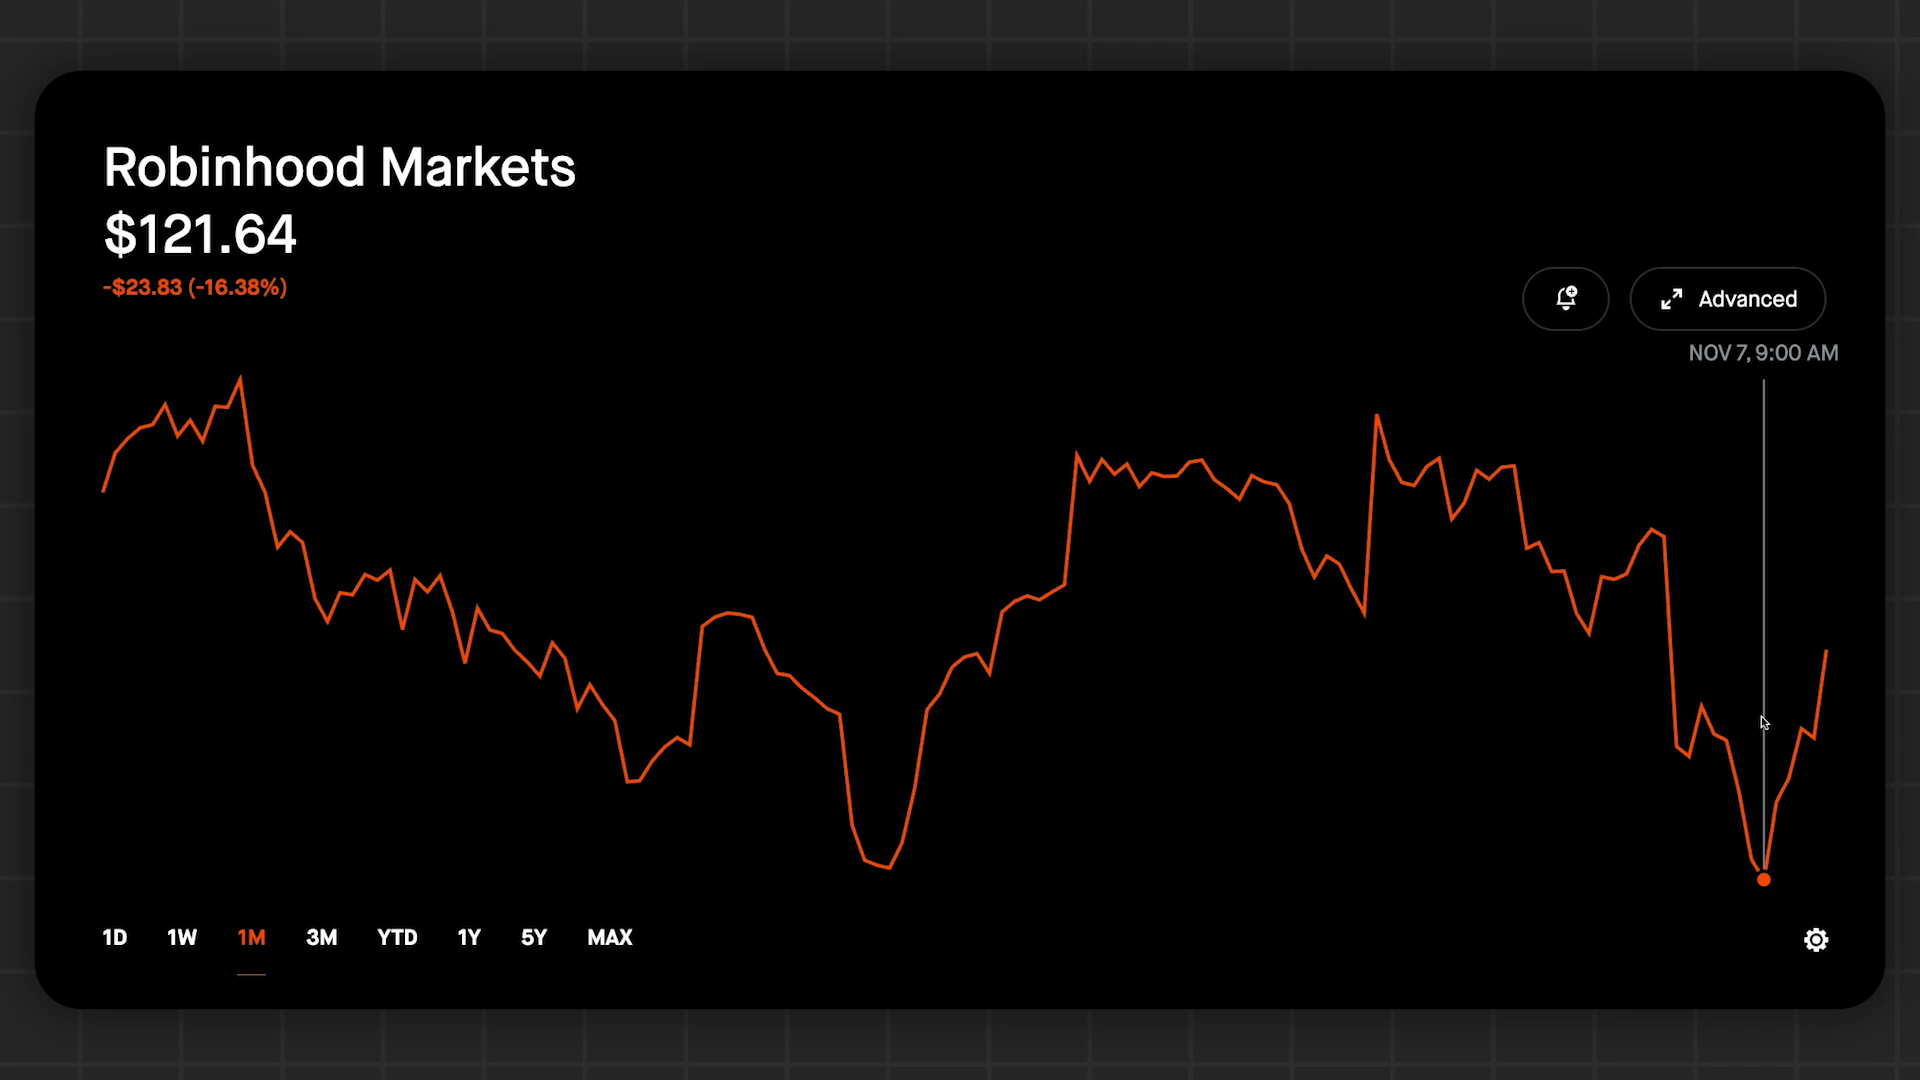 Robinhood Markets
$121.64
-$23.83 (-16.38%)
Advanced
NOV 7, 9:00 AM
1D 1W 1M 3M YTD 1Y 5Y MAX